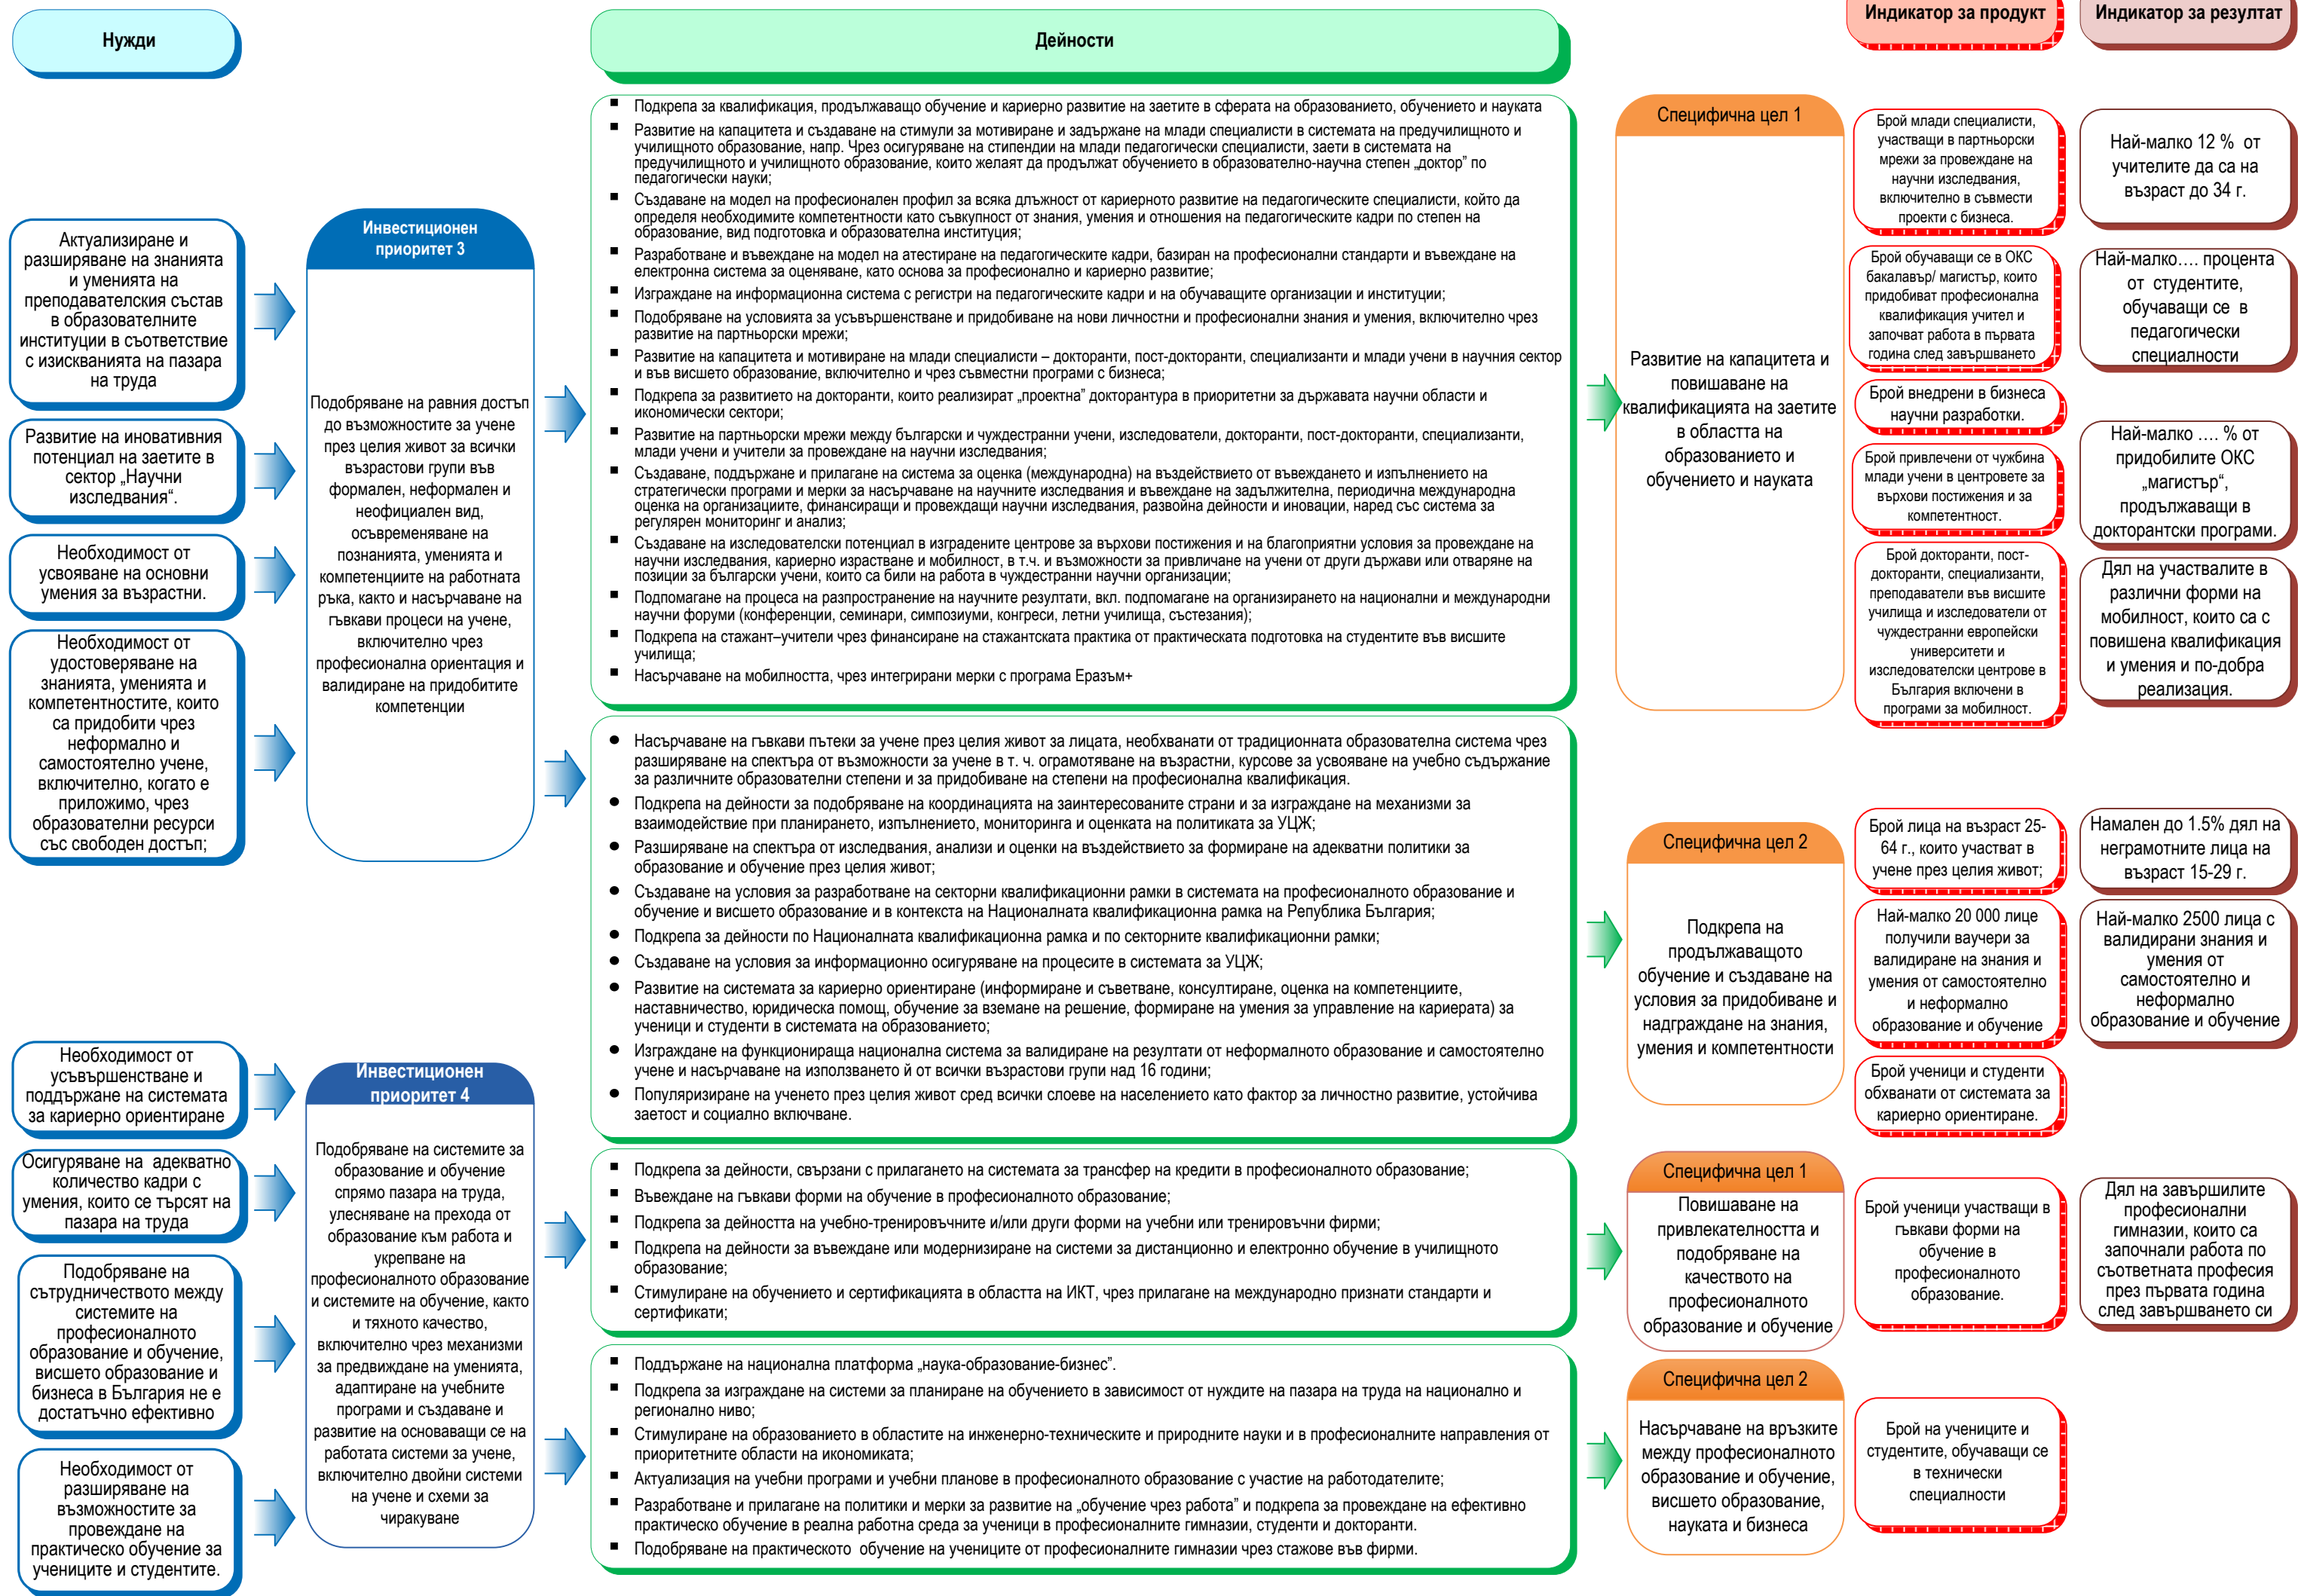 Нужди
Дейности
Индикатор за продукт
Индикатор за резултат
Актуализиране и
разширяване на знанията
и уменията на
преподавателския състав
в образователните
институции в съответствие
с изискванията на пазара
на труда
Развитие на иновативния
потенциал на заетите в
сектор „Научни
изследвания“.
Необходимост от
усвояване на основни
умения за възрастни.
Необходимост от
удостоверяване на
знанията, уменията и
компетентностите, които
са придобити чрез
неформално и
самостоятелно учене,
включително, когато е
приложимо, чрез
образователни ресурси
със свободен достъп;
Инвестиционен
приоритет 3
Подобряване на равния достъп
до възможностите за учене
през целия живот за всички
възрастови групи във
формален, неформален и
неофициален вид,
осъвременяване на
познанията, уменията и
компетенциите на работната
ръка, както и насърчаване на
гъвкави процеси на учене,
включително чрез
професионална ориентация и
валидиране на придобитите
компетенции
▪ Подкрепа за квалификация, продължаващо обучение и кариерно развитие на заетите в сферата на образованието, обучението и науката
▪ Развитие на капацитета и създаване на стимули за мотивиране и задържане на млади специалисти в системата на предучилищното и
училищното образование, напр. Чрез осигуряване на стипендии на млади педагогически специалисти, заети в системата на
предучилищното и училищното образование, които желаят да продължат обучението в образователно-научна степен „доктор” по
педагогически науки;
▪ Създаване на модел на професионален профил за всяка длъжност от кариерното развитие на педагогическите специалисти, който да
определя необходимите компетентности като съвкупност от знания, умения и отношения на педагогическите кадри по степен на
образование, вид подготовка и образователна институция;
▪ Разработване и въвеждане на модел на атестиране на педагогическите кадри, базиран на професионални стандарти и въвеждане на
електронна система за оценяване, като основа за професионално и кариерно развитие;
▪ Изграждане на информационна система с регистри на педагогическите кадри и на обучаващите организации и институции;
▪ Подобряване на условията за усъвършенстване и придобиване на нови личностни и професионални знания и умения, включително чрез
развитие на партньорски мрежи;
▪ Развитие на капацитета и мотивиране на млади специалисти – докторанти, пост-докторанти, специализанти и млади учени в научния сектор
и във висшето образование, включително и чрез съвместни програми с бизнеса;
▪ Подкрепа за развитието на докторанти, които реализират „проектна” докторантура в приоритетни за държавата научни области и
икономически сектори;
▪ Развитие на партньорски мрежи между български и чуждестранни учени, изследователи, докторанти, пост-докторанти, специализанти,
млади учени и учители за провеждане на научни изследвания;
▪ Създаване, поддържане и прилагане на система за оценка (международна) на въздействието от въвеждането и изпълнението на
стратегически програми и мерки за насърчаване на научните изследвания и въвеждане на задължителна, периодична международна
оценка на организациите, финансиращи и провеждащи научни изследвания, развойна дейности и иновации, наред със система за
регулярен мониторинг и анализ;
▪ Създаване на изследователски потенциал в изградените центрове за върхови постижения и на благоприятни условия за провеждане на
научни изследвания, кариерно израстване и мобилност, в т.ч. и възможности за привличане на учени от други държави или отваряне на
позиции за български учени, които са били на работа в чуждестранни научни организации;
▪ Подпомагане на процеса на разпространение на научните резултати, вкл. подпомагане на организирането на национални и международни
научни форуми (конференции, семинари, симпозиуми, конгреси, летни училища, състезания);
▪ Подкрепа на стажант–учители чрез финансиране на стажантската практика от практическата подготовка на студентите във висшите
училища;
▪ Насърчаване на мобилността, чрез интегрирани мерки с програма Еразъм+
Специфична цел 1
Развитие на капацитета и
повишаване на
квалификацията на заетите
в областта на
образованието и
обучението и науката
Брой млади специалисти,
участващи в партньорски
мрежи за провеждане на
научни изследвания,
включително в съвмести
проекти с бизнеса.
Брой обучаващи се в ОКС
бакалавър/ магистър, които
придобиват професионална
квалификация учител и
започват работа в първата
година след завършването
Брой внедрени в бизнеса
научни разработки.
Брой привлечени от чужбина
млади учени в центровете за
върхови постижения и за
компетентност.
Брой докторанти, пост-
докторанти, специализанти,
преподаватели във висшите
училища и изследователи от
чуждестранни европейски
университети и
изследователски центрове в
България включени в
програми за мобилност.
Най-малко 12 % от
учителите да са на
възраст до 34 г.
Най-малко…. процента
от студентите,
обучаващи се в
педагогически
специалности
Най-малко …. % от
придобилите ОКС
„магистър“,
продължаващи в
докторантски програми.
Дял на участвалите в
различни форми на
мобилност, които са с
повишена квалификация
и умения и по-добра
реализация.
● Насърчаване на гъвкави пътеки за учене през целия живот за лицата, необхванати от традиционната образователна система чрез
разширяване на спектъра от възможности за учене в т. ч. ограмотяване на възрастни, курсове за усвояване на учебно съдържание
за различните образователни степени и за придобиване на степени на професионална квалификация.
● Подкрепа на дейности за подобряване на координацията на заинтересованите страни и за изграждане на механизми за
взаимодействие при планирането, изпълнението, мониторинга и оценката на политиката за УЦЖ;
● Разширяване на спектъра от изследвания, анализи и оценки на въздействието за формиране на адекватни политики за
образование и обучение през целия живот;
● Създаване на условия за разработване на секторни квалификационни рамки в системата на професионалното образование и
обучение и висшето образование и в контекста на Националната квалификационна рамка на Република България;
● Подкрепа за дейности по Националната квалификационна рамка и по секторните квалификационни рамки;
● Създаване на условия за информационно осигуряване на процесите в системата за УЦЖ;
● Развитие на системата за кариерно ориентиране (информиране и съветване, консултиране, оценка на компетенциите,
наставничество, юридическа помощ, обучение за вземане на решение, формиране на умения за управление на кариерата) за
ученици и студенти в системата на образованието;
● Изграждане на функционираща национална система за валидиране на резултати от неформалното образование и самостоятелно
учене и насърчаване на използването й от всички възрастови групи над 16 години;
● Популяризиране на ученето през целия живот сред всички слоеве на населението като фактор за личностно развитие, устойчива
заетост и социално включване.
Специфична цел 2
Подкрепа на
продължаващото
обучение и създаване на
условия за придобиване и
надграждане на знания,
умения и компетентности
Брой лица на възраст 25-
64 г., които участват в
учене през целия живот;
Най-малко 20 000 лице
получили ваучери за
валидиране на знания и
умения от самостоятелно
и неформално
образование и обучение
Брой ученици и студенти
обхванати от системата за
кариерно ориентиране.
Намален до 1.5% дял на
неграмотните лица на
възраст 15-29 г.
Най-малко 2500 лица с
валидирани знания и
умения от
самостоятелно и
неформално
образование и обучение
Необходимост от
усъвършенстване и
поддържане на системата
за кариерно ориентиране
Осигуряване на адекватно
количество кадри с
умения, които се търсят на
пазара на труда
Подобряване на
сътрудничеството между
системите на
професионалното
образование и обучение,
висшето образование и
бизнеса в България не е
достатъчно ефективно
Необходимост от
разширяване на
възможностите за
провеждане на
практическо обучение за
учениците и студентите.
Инвестиционен
приоритет 4
Подобряване на системите за
образование и обучение
спрямо пазара на труда,
улесняване на прехода от
образование към работа и
укрепване на
професионалното образование
и системите на обучение, както
и тяхното качество,
включително чрез механизми
за предвиждане на уменията,
адаптиране на учебните
програми и създаване и
развитие на основаващи се на
работата системи за учене,
включително двойни системи
на учене и схеми за
чиракуване
▪ Подкрепа за дейности, свързани с прилагането на системата за трансфер на кредити в професионалното образование;
▪ Въвеждане на гъвкави форми на обучение в професионалното образование;
▪ Подкрепа за дейността на учебно-тренировъчните и/или други форми на учебни или тренировъчни фирми;
▪ Подкрепа на дейности за въвеждане или модернизиране на системи за дистанционно и електронно обучение в училищното
образование;
▪ Стимулиране на обучението и сертификацията в областта на ИКТ, чрез прилагане на международно признати стандарти и
сертификати;
Специфична цел 1
Повишаване на
привлекателността и
подобряване на
качеството на
професионалното
образование и обучение
Брой ученици участващи в
гъвкави форми на
обучение в
професионалното
образование.
Дял на завършилите
професионални
гимназии, които са
започнали работа по
съответната професия
през първата година
след завършването си
▪ Поддържане на национална платформа „наука-образование-бизнес”.
▪ Подкрепа за изграждане на системи за планиране на обучението в зависимост от нуждите на пазара на труда на национално и
регионално ниво;
▪ Стимулиране на образованието в областите на инженерно-техническите и природните науки и в професионалните направления от
приоритетните области на икономиката;
▪ Актуализация на учебни програми и учебни планове в професионалното образование с участие на работодателите;
▪ Разработване и прилагане на политики и мерки за развитие на „обучение чрез работа” и подкрепа за провеждане на ефективно
практическо обучение в реална работна среда за ученици в професионалните гимназии, студенти и докторанти.
▪ Подобряване на практическото обучение на учениците от професионалните гимназии чрез стажове във фирми.
Специфична цел 2
Насърчаване на връзките
между професионалното
образование и обучение,
висшето образование,
науката и бизнеса
Брой на учениците и
студентите, обучаващи се
в технически
специалности